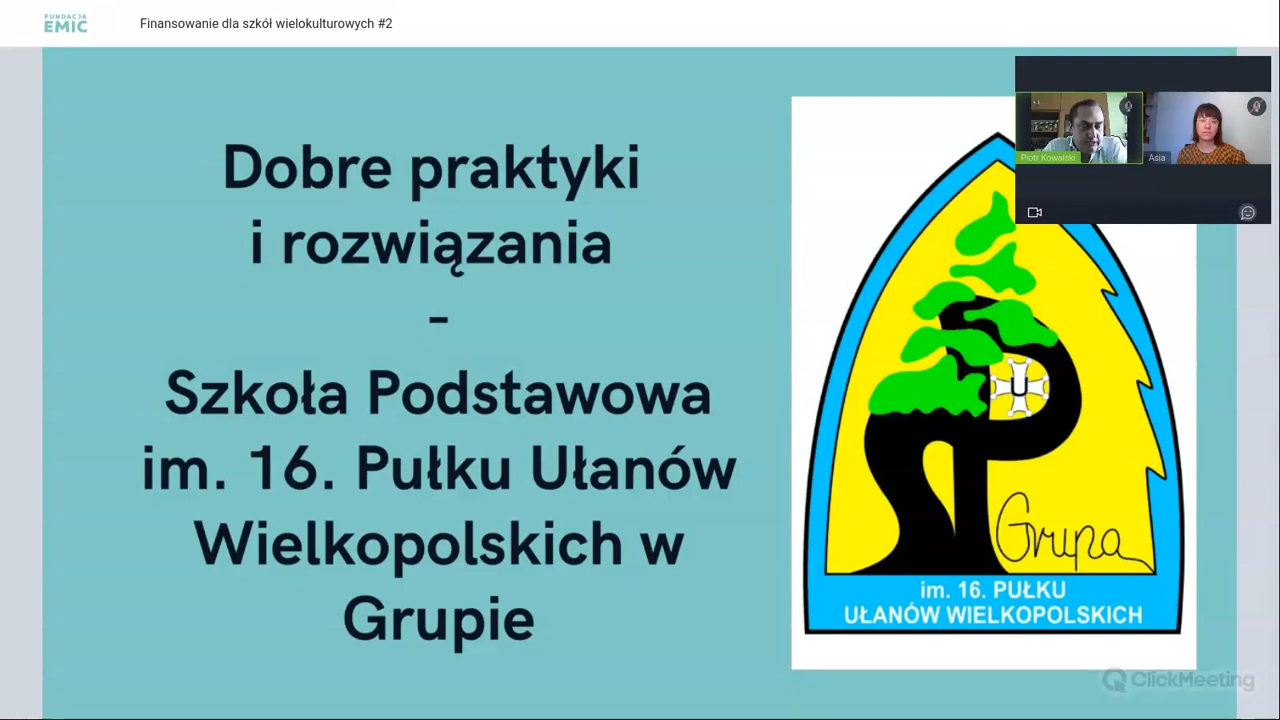 FUNDACJA
EMIC
Finansowanie dla szkół wielokulturowych #2
Dobre praktyki
i rozwiązania
-
Szkoła Podstawowa
im. 16. Pułku Ułanów
Wielkopolskich w
Grupie
Piotr Kowalski
Asia
U
Grupa
im. 16. PUŁKU
UŁANÓW WIELKOPOLSKICH
ClickMeeting